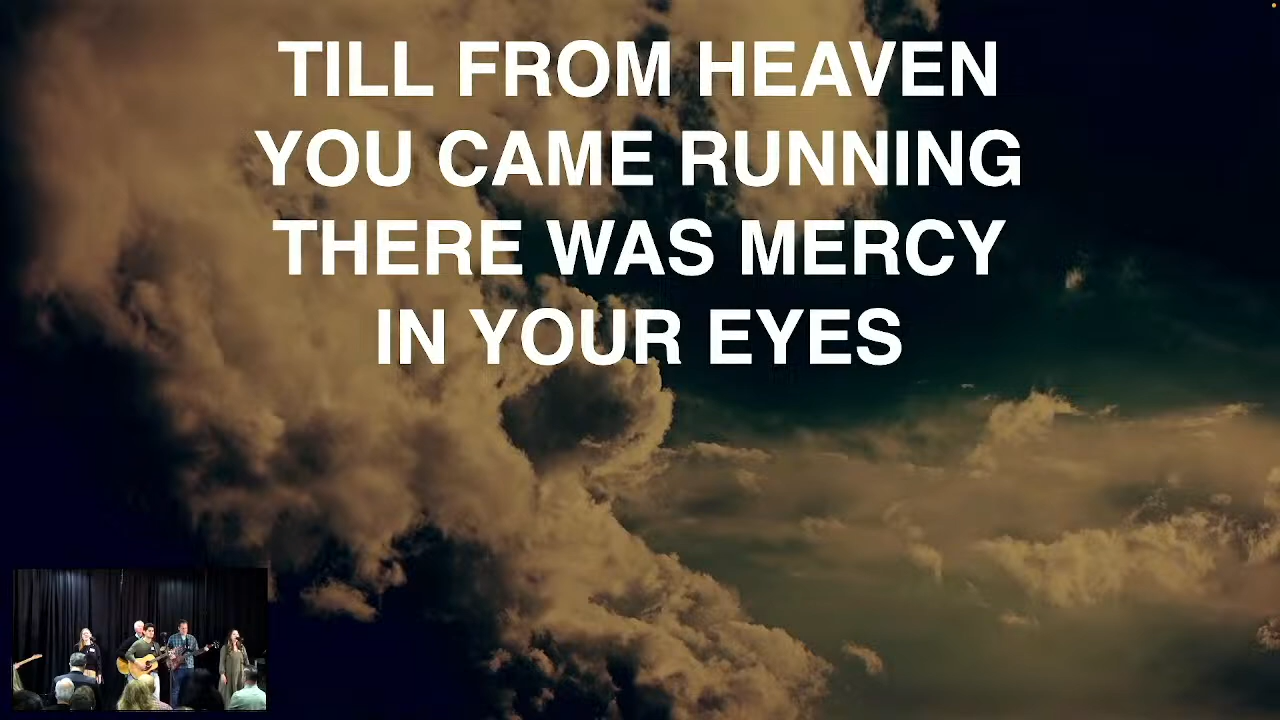 TILL FROM HEAVEN
YOU CAME RUNNING
THERE WAS MERCY
IN YOUR EYES